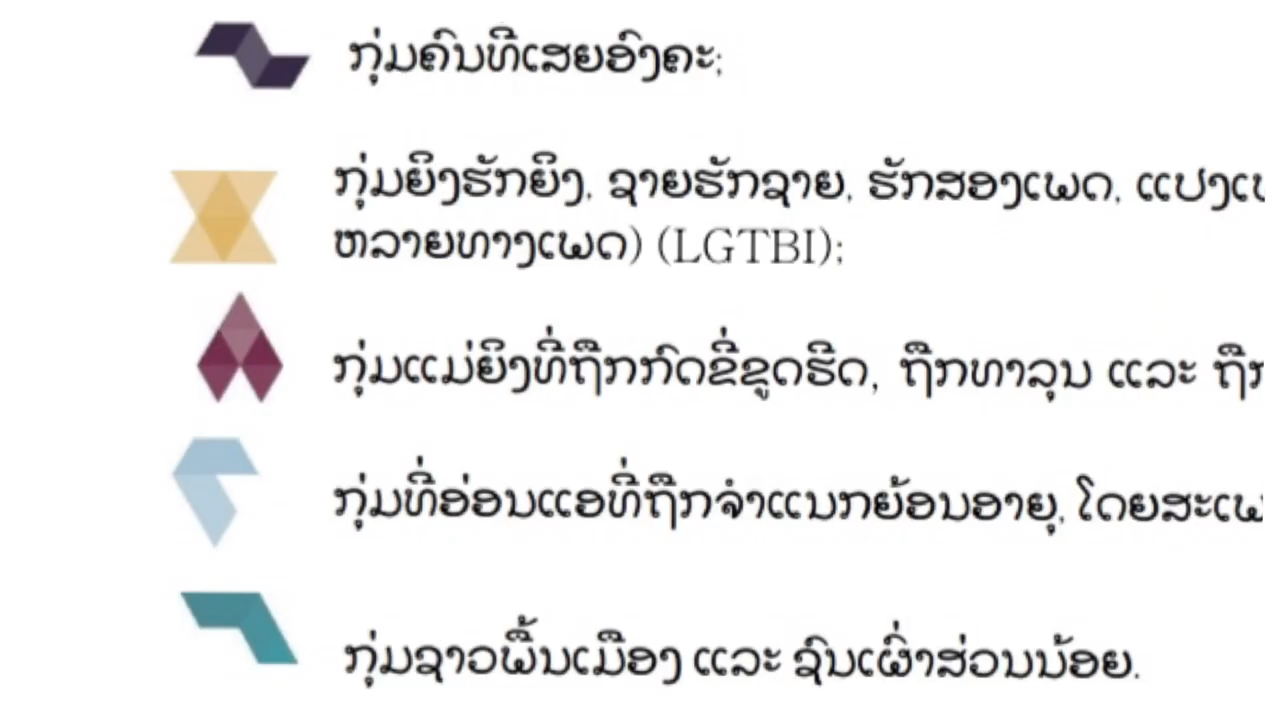 ກຸ່ມຄົນທີເສຍອົງຄະ;
ກຸ່ມຍິງຮັກຍິງ, ຊາຍຮັກຊາຍ, ຮັກສອງເພດ, ແປງເ
ຫລາຍທາງເພດ) (LGTBI);
ກຸ່ມແມ່ຍິງທີ່ຖືກກົດຂີ່ຂູດຮີດ, ຖືກທາລຸນ ແລະ ຖືກ
ກຸ່ມທີ່ອ່ອນແອທີ່ຖືກຈໍາແນກຍ້ອນອາຍຸ, ໂດຍສະເພ
ກຸ່ມຊາວພື້ນເມືອງ ແລະ ຊົນເຜົ່າສ່ວນນ້ອຍ.